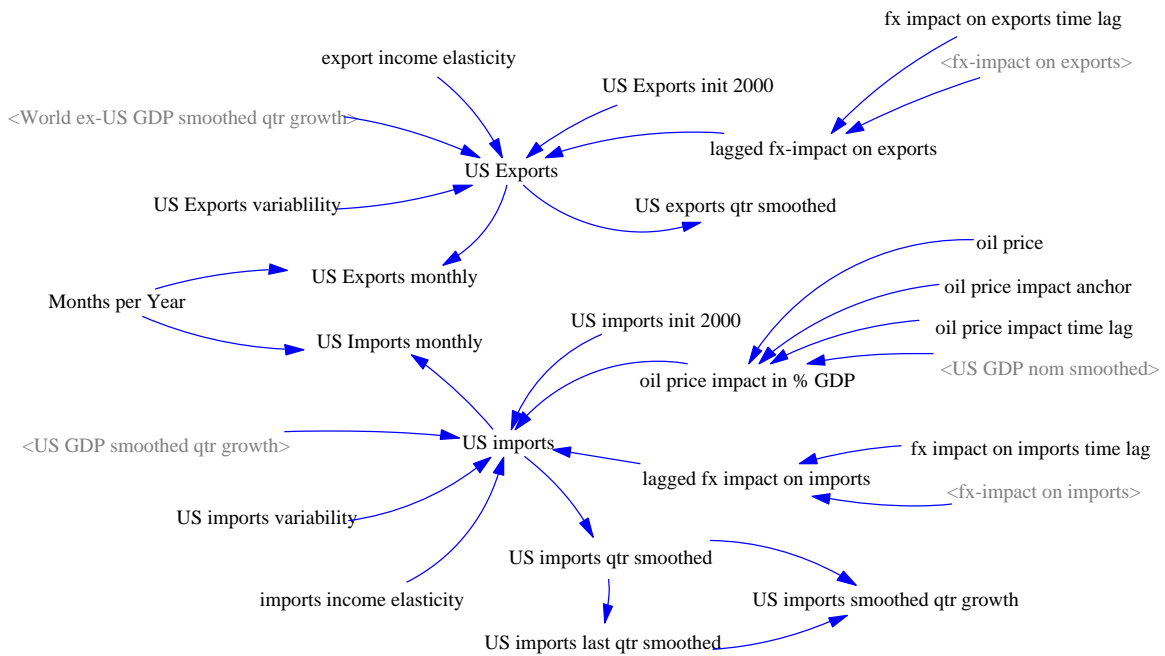 fx impact on exports time lag
export income elasticity
<fx-impact on exports>
US Exports init 2000
<World ex-US GDP smoothed qtr growth>
lagged fx-impact on exports
US Exports
US Exports variablility
US exports qtr smoothed
oil price
US Exports monthly
oil price impact anchor
Months per Year
US imports init 2000
oil price impact time lag
US Imports monthly
<US GDP nom smoothed>
oil price impact in % GDP
US imports
<US GDP smoothed qtr growth>
fx impact on imports time lag
lagged fx impact on imports
<fx-impact on imports>
US imports variability
US imports qtr smoothed
imports income elasticity
US imports smoothed qtr growth
US imports last qtr smoothed